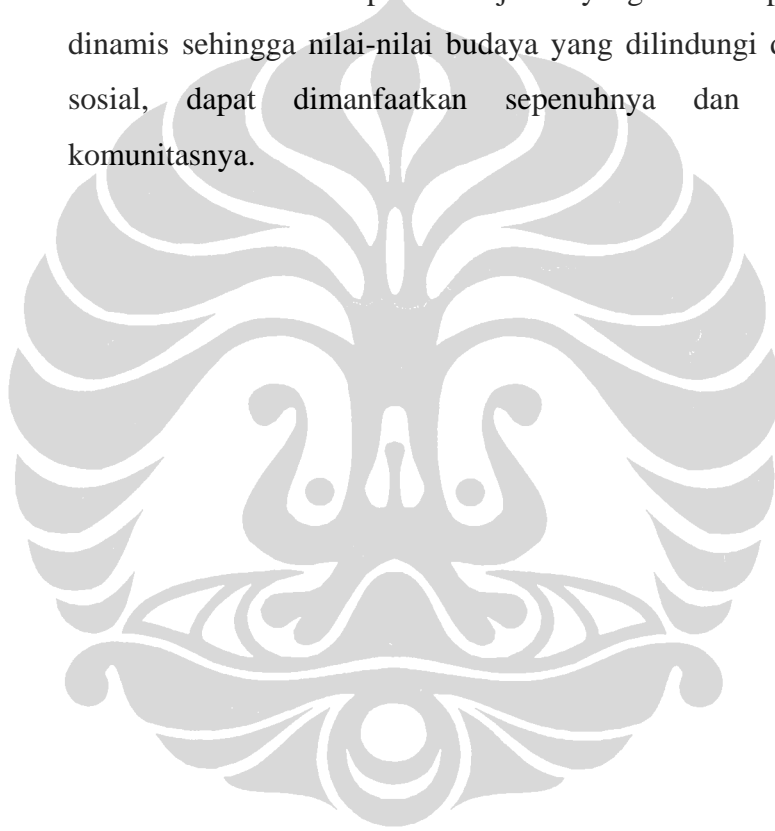 dinamis sehingga nilai-nilai budaya yang dilindungi
sosial, dapat dimanfaatkan sepenuhnya dan
komunitasnya.